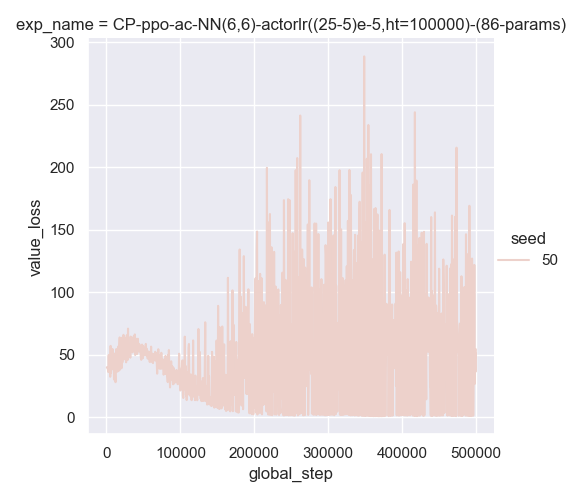 exp_name = CP-ppo-ac-NN(6,6)-actorlr((25-5)e-5,ht=100000)-(86-params)
300
250
200
150
100
50
0
value_loss
0 100000 200000 300000 400000 500000
global_step
seed
50